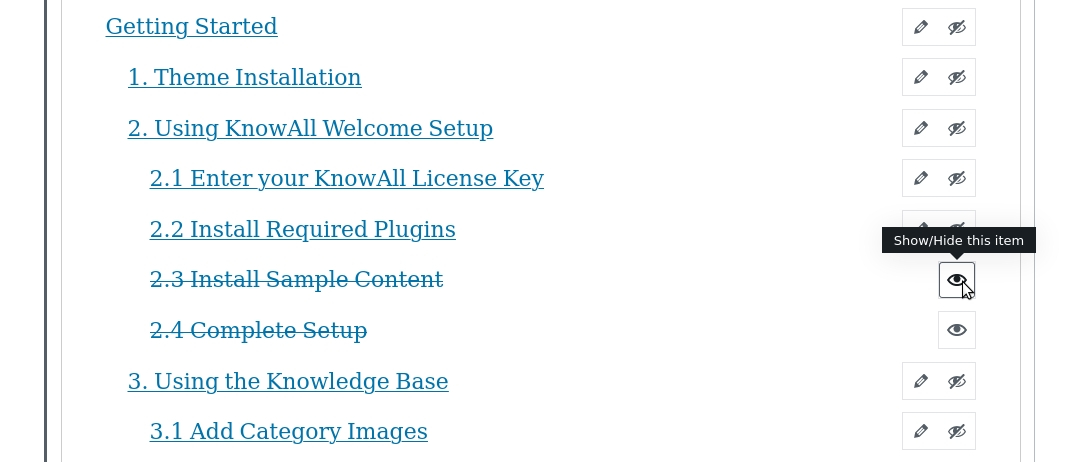 Getting Started
1. Theme Installation
2. Using KnowAll Welcome Setup
2.1 Enter your KnowAll License Key
2.2 Install Required Plugins
Show/Hide this item
2.3 Install Sample Content
2.4 Complete Setup
3. Using the Knowledge Base
3.1 Add Category Images